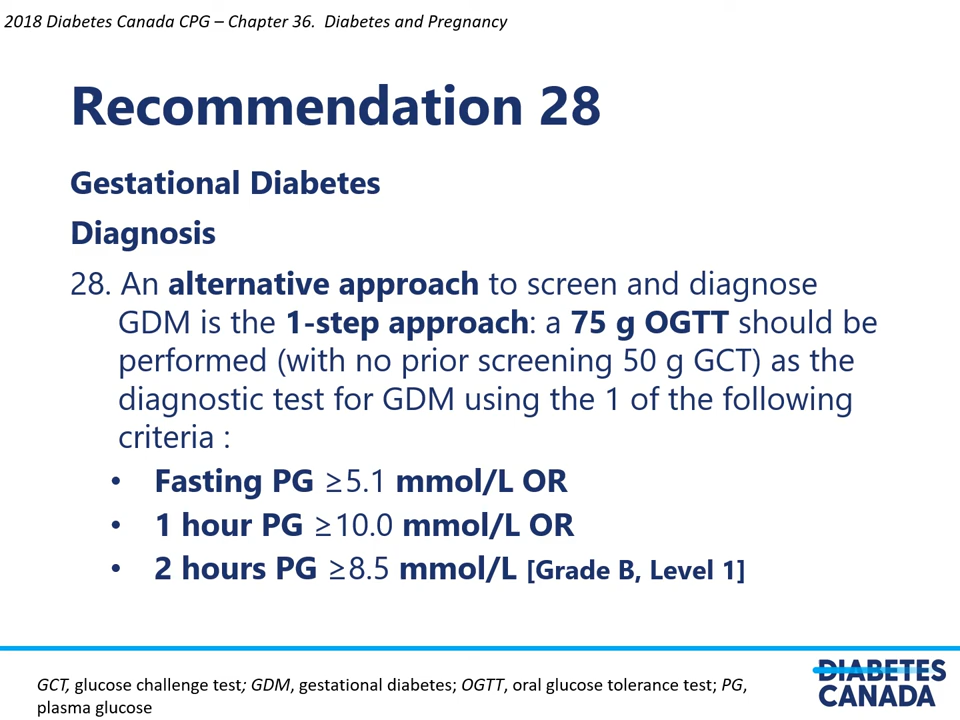 2018 Diabetes Canada CPG – Chapter 36.  Diabetes and Pregnancy
Recommendation 28
Gestational Diabetes
Diagnosis
28. An alternative approach to screen and diagnose
GDM is the 1-step approach: a 75 g OGTT should be
performed (with no prior screening 50 g GCT) as the
diagnostic test for GDM using the 1 of the following
criteria :
• Fasting PG ≥5.1 mmol/L OR
• 1 hour PG ≥10.0 mmol/L OR
• 2 hours PG ≥8.5 mmol/L [Grade B, Level 1]
GCT, glucose challenge test; GDM, gestational diabetes; OGTT, oral glucose tolerance test; PG,
plasma glucose
DIABETES
CANADA